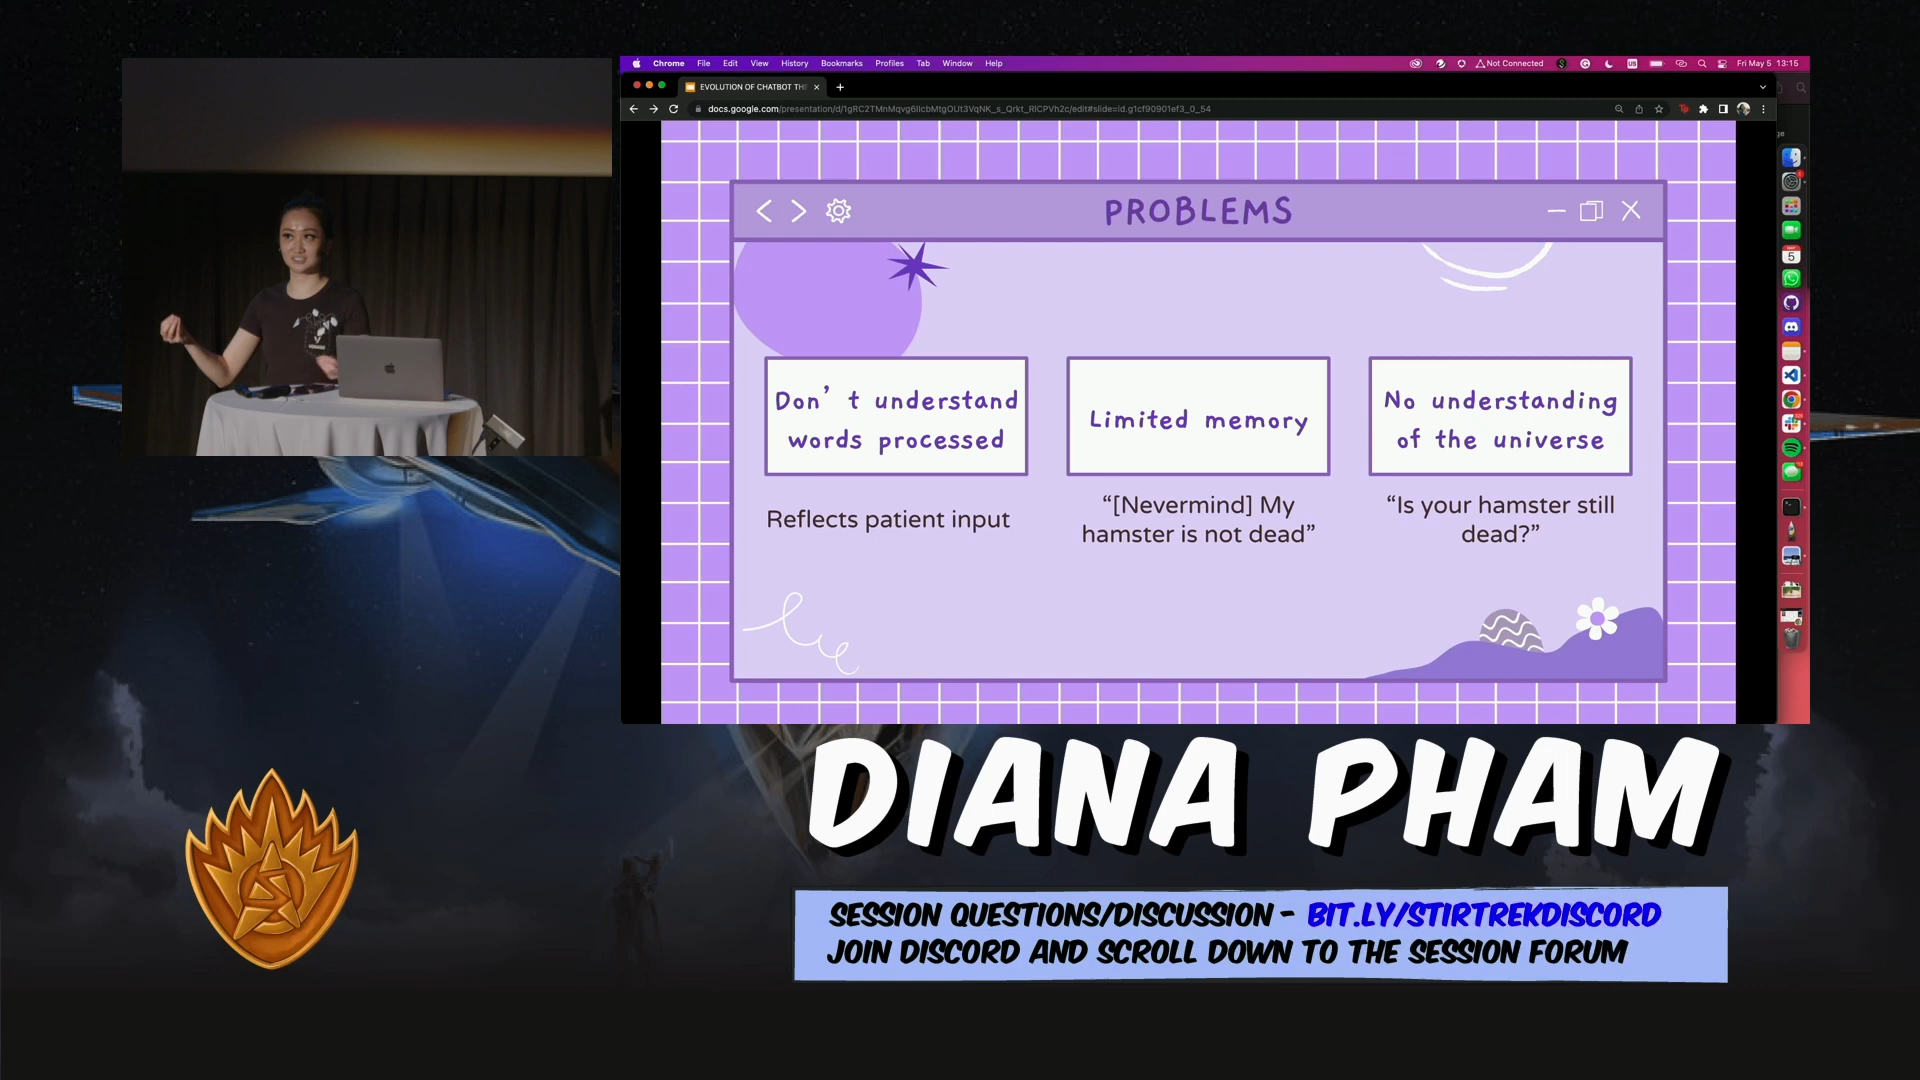 Chrome File Edit View History Bookmarks Profiles Tab Window Help
Not Connected
US
Fri May 5 13:15
EVOLUTION OF CHATBOT TH
PROBLEMS
Don't understand
words processed
Reflects patient input
Limited memory
“[Nevermind] My
hamster is not dead”
No understanding
of the universe
“Is your hamster still
dead?”
5
DIANA PHAM
SESSION QUESTIONS/DISCUSSION - BIT.LY/STIRTREKDISCORD
JOIN DISCORD AND SCROLL DOWN TO THE SESSION FORUM